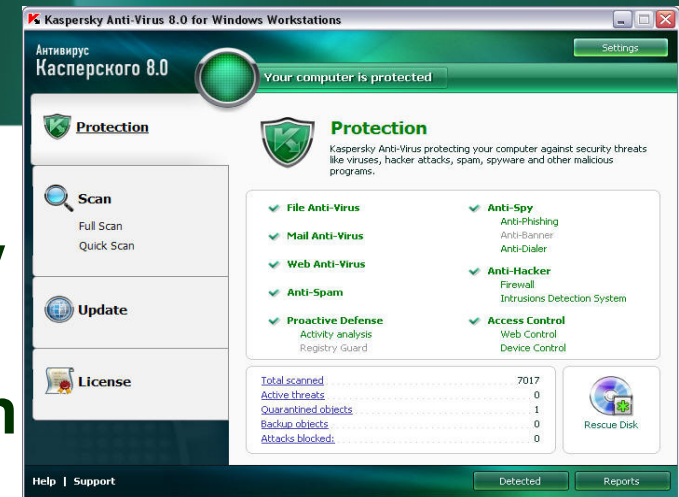 Kaspersky Anti-Virus 8.0 for Windows Workstations
Антивирус
Касперского 8.0
Settings
Your computer is protected
Protection
Scan
Full Scan
Quick Scan
Update
License
Protection
Kaspersky Anti-Virus protecting your computer against security threats
like viruses, hacker attacks, spam, spyware and other malicious
programs.
File Anti-Virus
Mail Anti-Virus
Web Anti-Virus
Anti-Spam
Proactive Defense
Activity analysis
Registry Guard
Anti-Spy
Anti-Phishing
Anti-Banner
Anti-Dialer
Anti-Hacker
Firewall
Intrusions Detection System
Access Control
Web Control
Device Control
Total scanned 7017
Active threats 0
Quarantined objects 1
Backup objects 0
Attacks blocked: 0
Rescue Disk
Help | Support
Detected
Reports